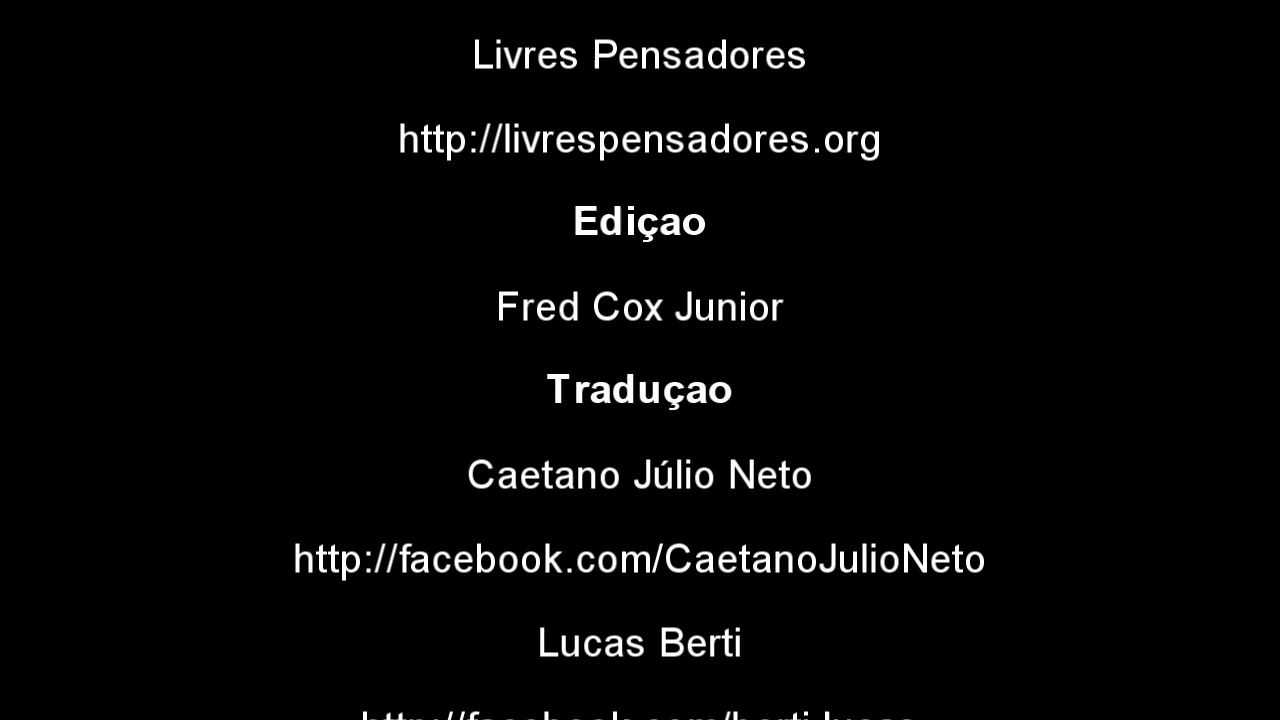 Livres Pensadores
http://livrespensadores.org
Ediçao
Fred Cox Junior
Traduçao
Caetano Júlio Neto
http://facebook.com/CaetanoJulioNeto
Lucas Berti